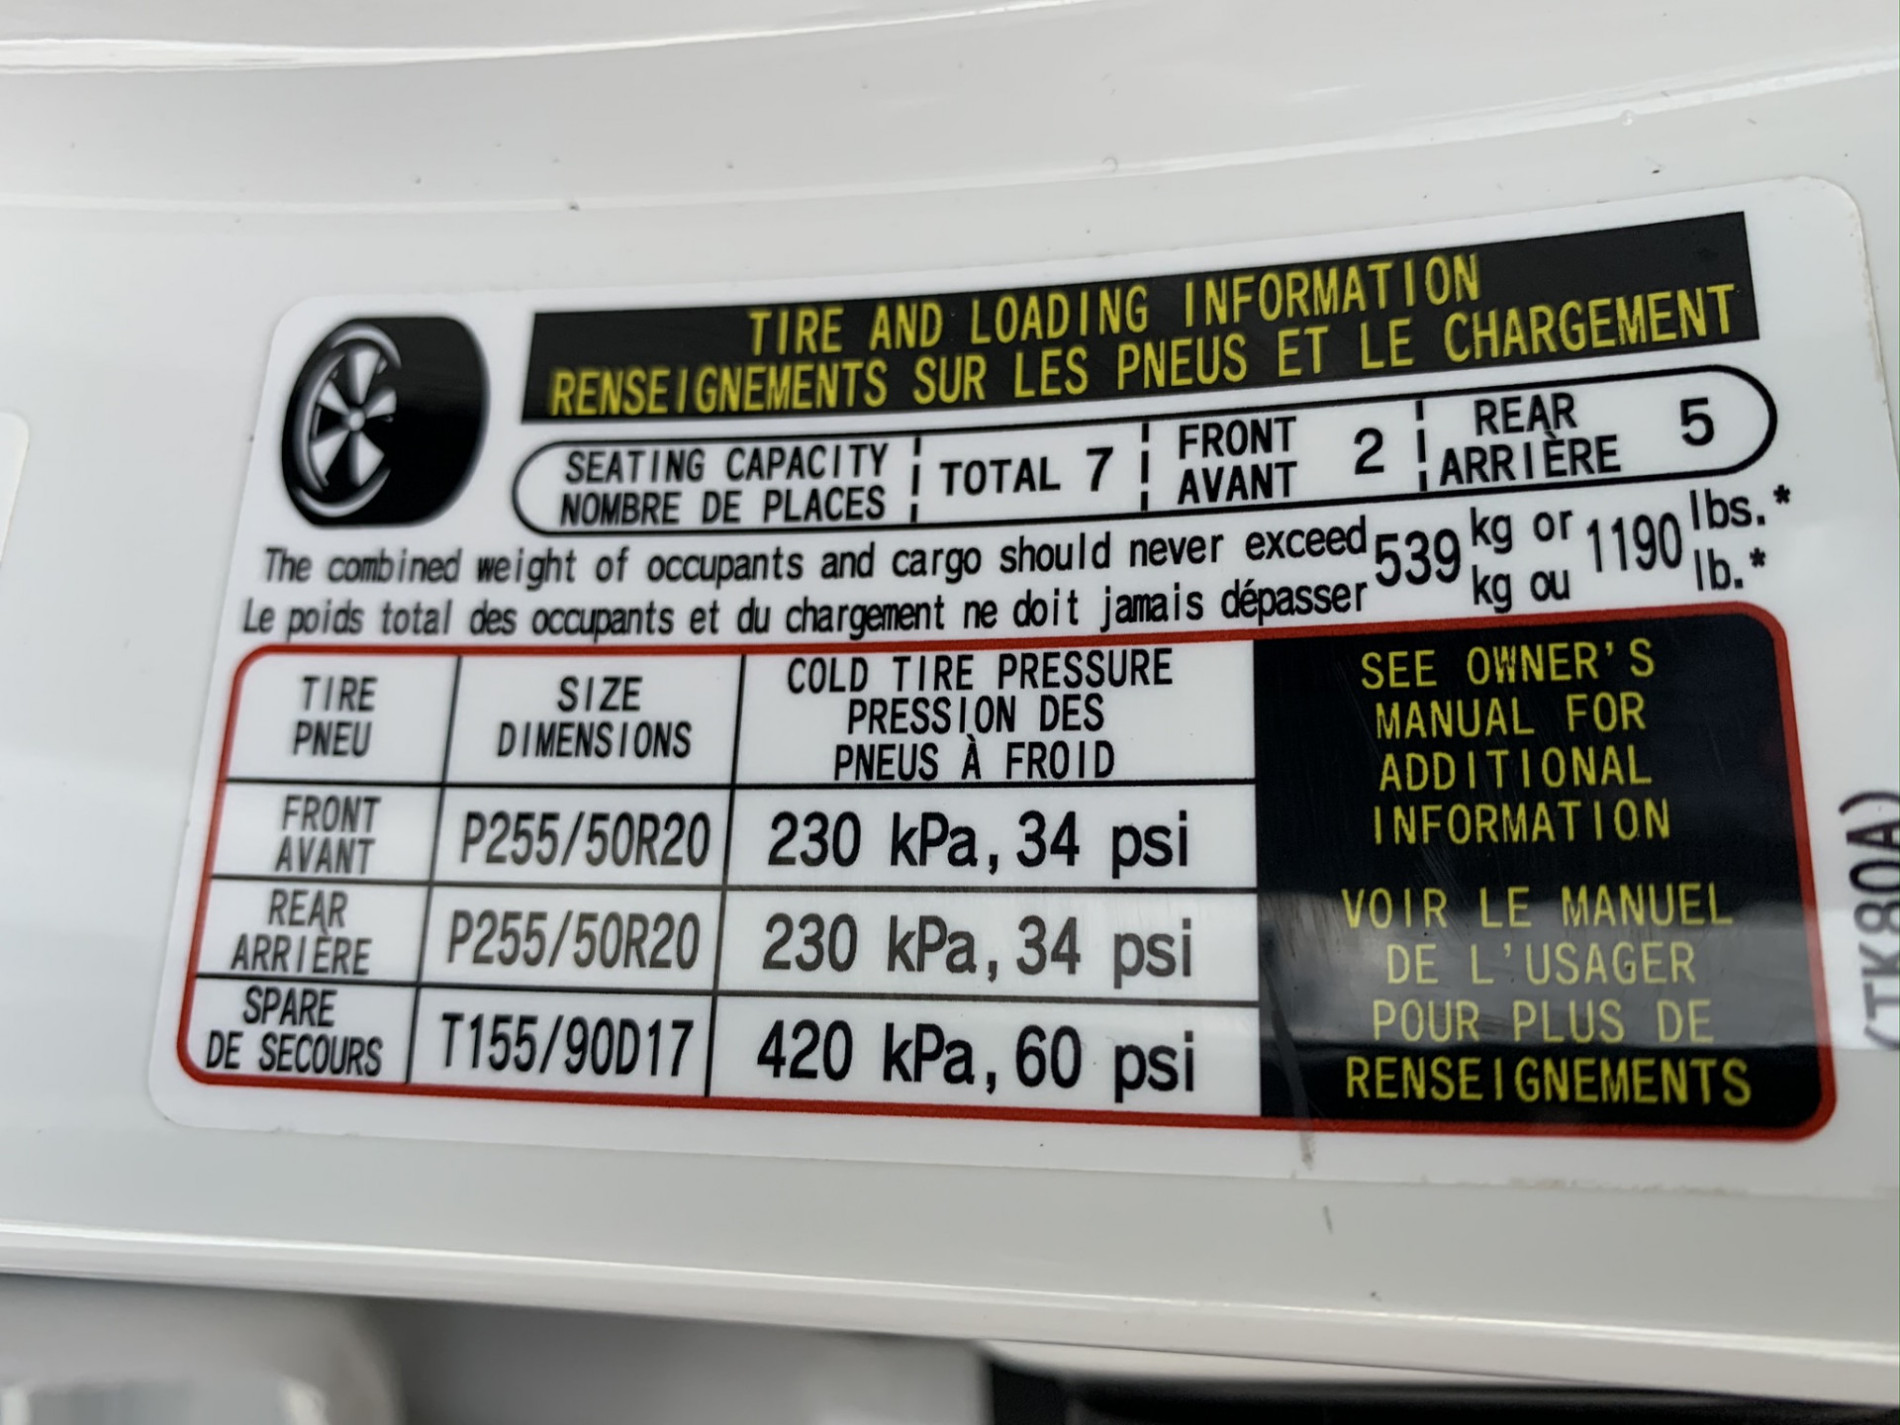 TIRE AND LOADING INFORMATION
RENSEIGNEMENTS SUR LES PNEUS ET LE CHARGEMENT
SEATING CAPACITY TOTAL 7 FRONT 2 REAR 5
NOMBRE DE PLACES AVANT ARRIÈRE
The combined weight of occupants and cargo should never exceed 539 kg or 1190 lbs.*
Le poids total des occupants et du chargement ne doit jamais dépasser kg ou lb.*
TIRE
PNEU
SIZE
DIMENSIONS
COLD TIRE PRESSURE
PRESSION DES
PNEUS À FROID
FRONT
AVANT
P255/50R20
230 kPa, 34 psi
REAR
ARRIÈRE
P255/50R20
230 kPa, 34 psi
SPARE
DE SECOURS
T155/90D17
420 kPa, 60 psi
SEE OWNER'S
MANUAL FOR
ADDITIONAL
INFORMATION
VOIR LE MANUEL
DE L'USAGER
POUR PLUS DE
RENSEIGNEMENTS
(TK80A)